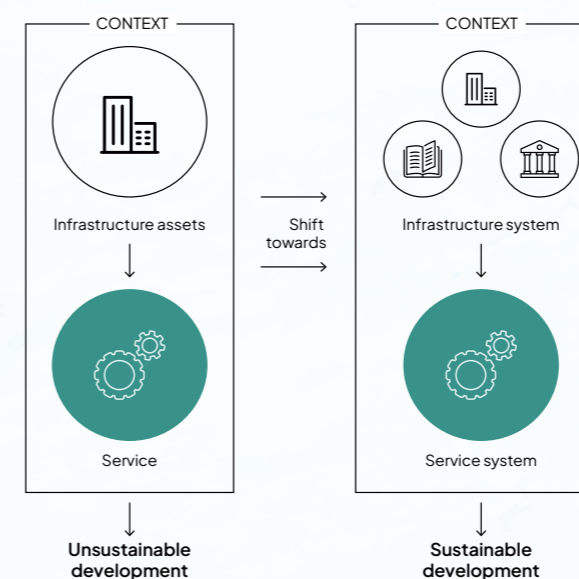 CONTEXT
Infrastructure assets
Service
Unsustainable
development
Shift
towards
CONTEXT
Infrastructure system
Service system
Sustainable
development